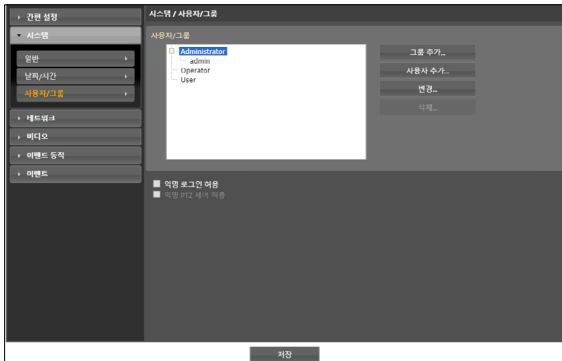 간편 설정
시스템
일반
날짜/시간
사용자/그룹
네트워크
비디오
이벤트 동작
이벤트
시스템 / 사용자/그룹
사용자/그룹
Administrator
admin
Operator
User
그룹 추가...
사용자 추가...
변경...
삭제...
익명 로그인 허용
익명 PTZ 제어 허용
저장